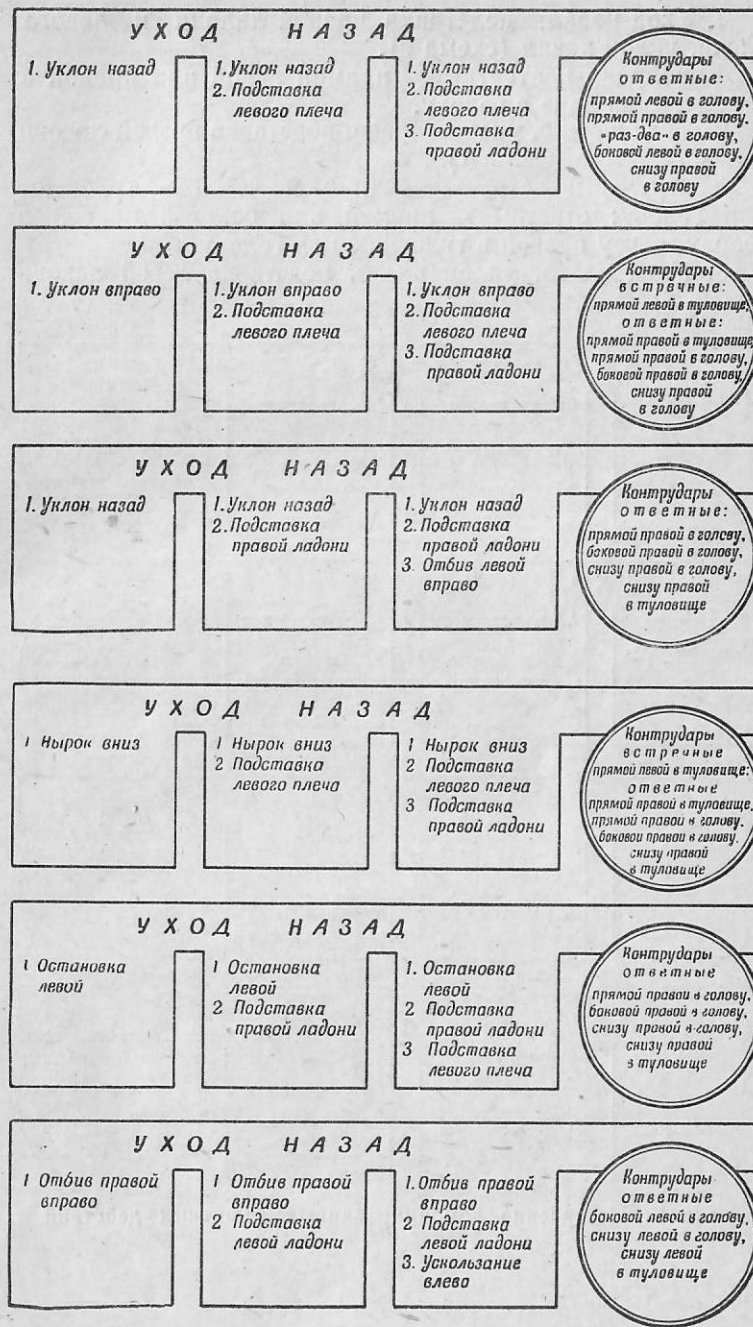 УХОД НАЗАД
1. Уклон назад
1. Уклон назад
2. Подставка
левого плеча
1. Уклон назад
2. Подставка
левого плеча
3. Подставка
правой ладони
Контрудары
ответные:
прямой левой в голову,
прямой правой в голову,
«раз-два» в голову,
боковой левой в голову,
снизу правой
в голову
УХОД НАЗАД
1. Уклон вправо
1. Уклон вправо
2. Подставка
левого плеча
1. Уклон вправо
2. Подставка
левого плеча
3. Подставка
правой ладони
Контрудары
встречные:
прямой левой в туловище;
ответные:
прямой правой в туловище,
прямой правой в голову,
боковой правой в голову,
снизу правой
в голову
УХОД НАЗАД
1. Уклон назад
1. Уклон назад
2. Подставка
правой ладони
1. Уклон назад
2. Подставка
правой ладони
3. Отбив левой
вправо
Контрудары
ответные:
прямой правой в голову,
боковой правой в голову,
снизу правой в голову,
снизу правой
в туловище
УХОД НАЗАД
1 Нырок вниз
1 Нырок вниз
2 Подставка
левого плеча
1 Нырок вниз
2 Подставка
левого плеча
3 Подставка
правой ладони
Контрудары
встречные
прямой левой в туловище:
ответные
прямой правой в туловище,
прямой правой в голову,
боковой правой в голову,
снизу правой
в туловище
УХОД НАЗАД
1 Остановка
левой
1 Остановка
левой
2 Подставка
правой ладони
1. Остановка
левой
2 Подставка
правой ладони
3 Подставка
левого плеча
Контрудары
ответные
прямой правой в голову,
боковой правой в голову,
снизу правой в голову,
снизу правой
в туловище
УХОД НАЗАД
1 Отбив правой
вправо
1 Отбив правой
вправо
2 Подставка
левой ладони
1. Отбив правой
вправо
2 Подставка
левой ладони
3. Ускользание
влево
Контрудары
ответные
боковой левой в голову,
снизу левой в голову,
снизу левой
в туловище